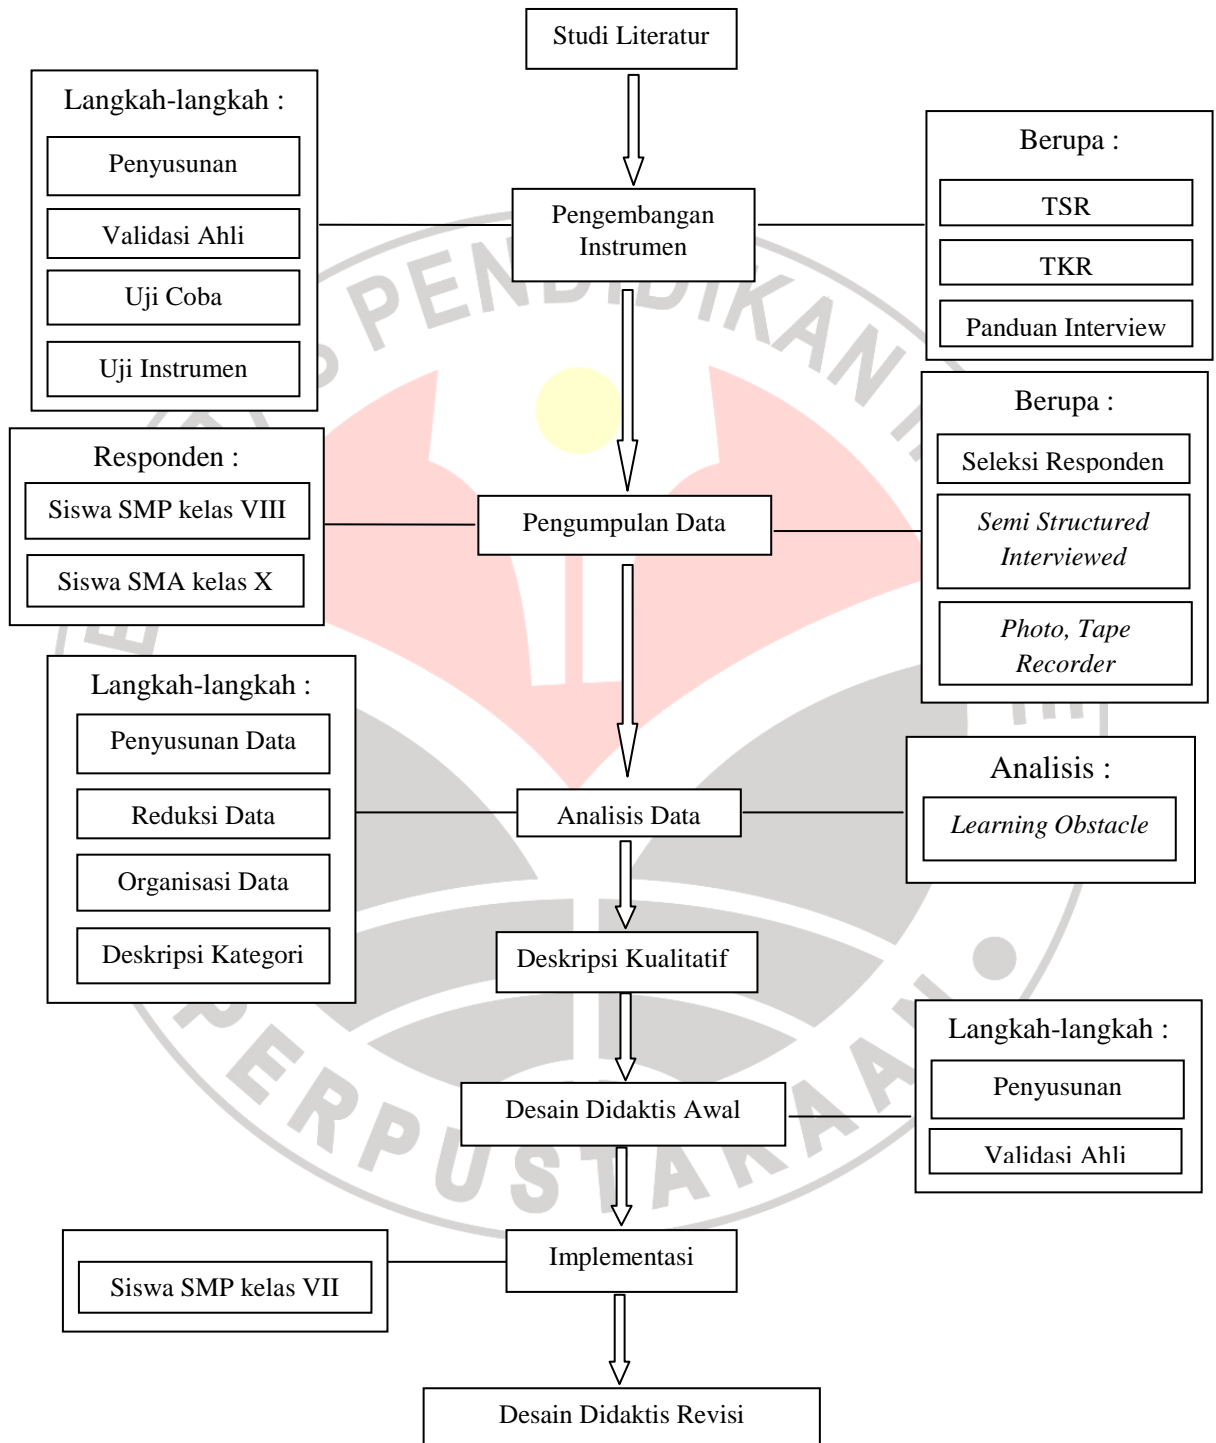 Studi Literatur
Langkah-langkah :
Penyusunan
Validasi Ahli
Uji Coba
Uji Instrumen
Pengembangan
Instrumen
Berupa :
TSR
TKR
Panduan Interview
Responden :
Siswa SMP kelas VIII
Siswa SMA kelas X
Pengumpulan Data
Berupa :
Seleksi Responden
Semi Structured
Interviewed
Photo, Tape
Recorder
Langkah-langkah :
Penyusunan Data
Reduksi Data
Organisasi Data
Deskripsi Kategori
Analisis Data
Analisis :
Learning Obstacle
Deskripsi Kualitatif
Desain Didaktis Awal
Langkah-langkah :
Penyusunan
Validasi Ahli
Siswa SMP kelas VII
Implementasi
Desain Didaktis Revisi
PENDIDIKAN
PERPUSTAKAAN